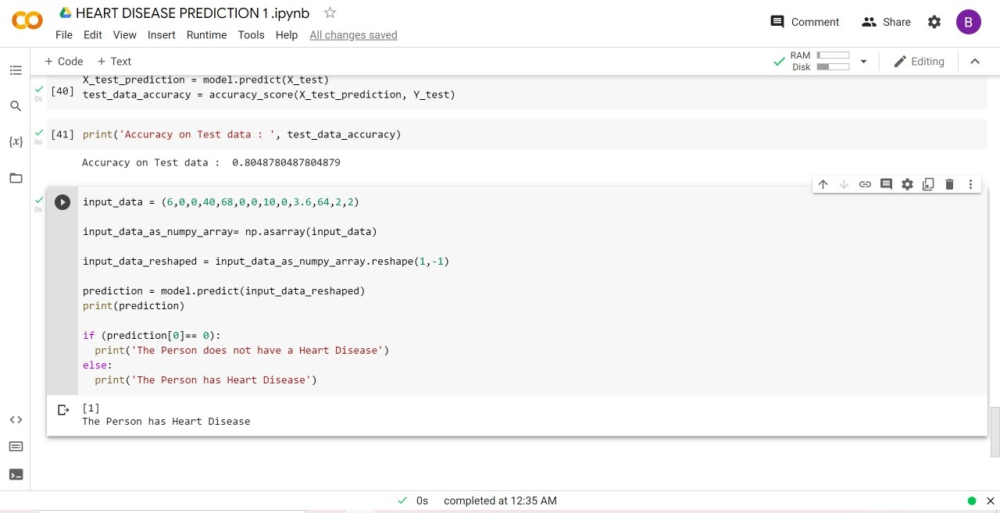 HEART DISEASE PREDICTION 1 .ipynb
Comment Share B
File Edit View Insert Runtime Tools Help All changes saved
+ Code + Text
RAM
Disk
Editing
{x}
[40]
X_test_prediction = model.predict(X_test)
test_data_accuracy = accuracy_score(X_test_prediction, Y_test)
0s
[41] print('Accuracy on Test data : ', test_data_accuracy)
0s
Accuracy on Test data :  0.8048780487804879
input_data = (6,0,0,40,68,0,0,10,0,3.6,64,2,2)
0s
input_data_as_numpy_array= np.asarray(input_data)
input_data_reshaped = input_data_as_numpy_array.reshape(1,-1)
prediction = model.predict(input_data_reshaped)
print(prediction)
if (prediction[0]== 0):
  print('The Person does not have a Heart Disease')
else:
  print('The Person has Heart Disease')
[1]
The Person has Heart Disease
0s completed at 12:35 AM